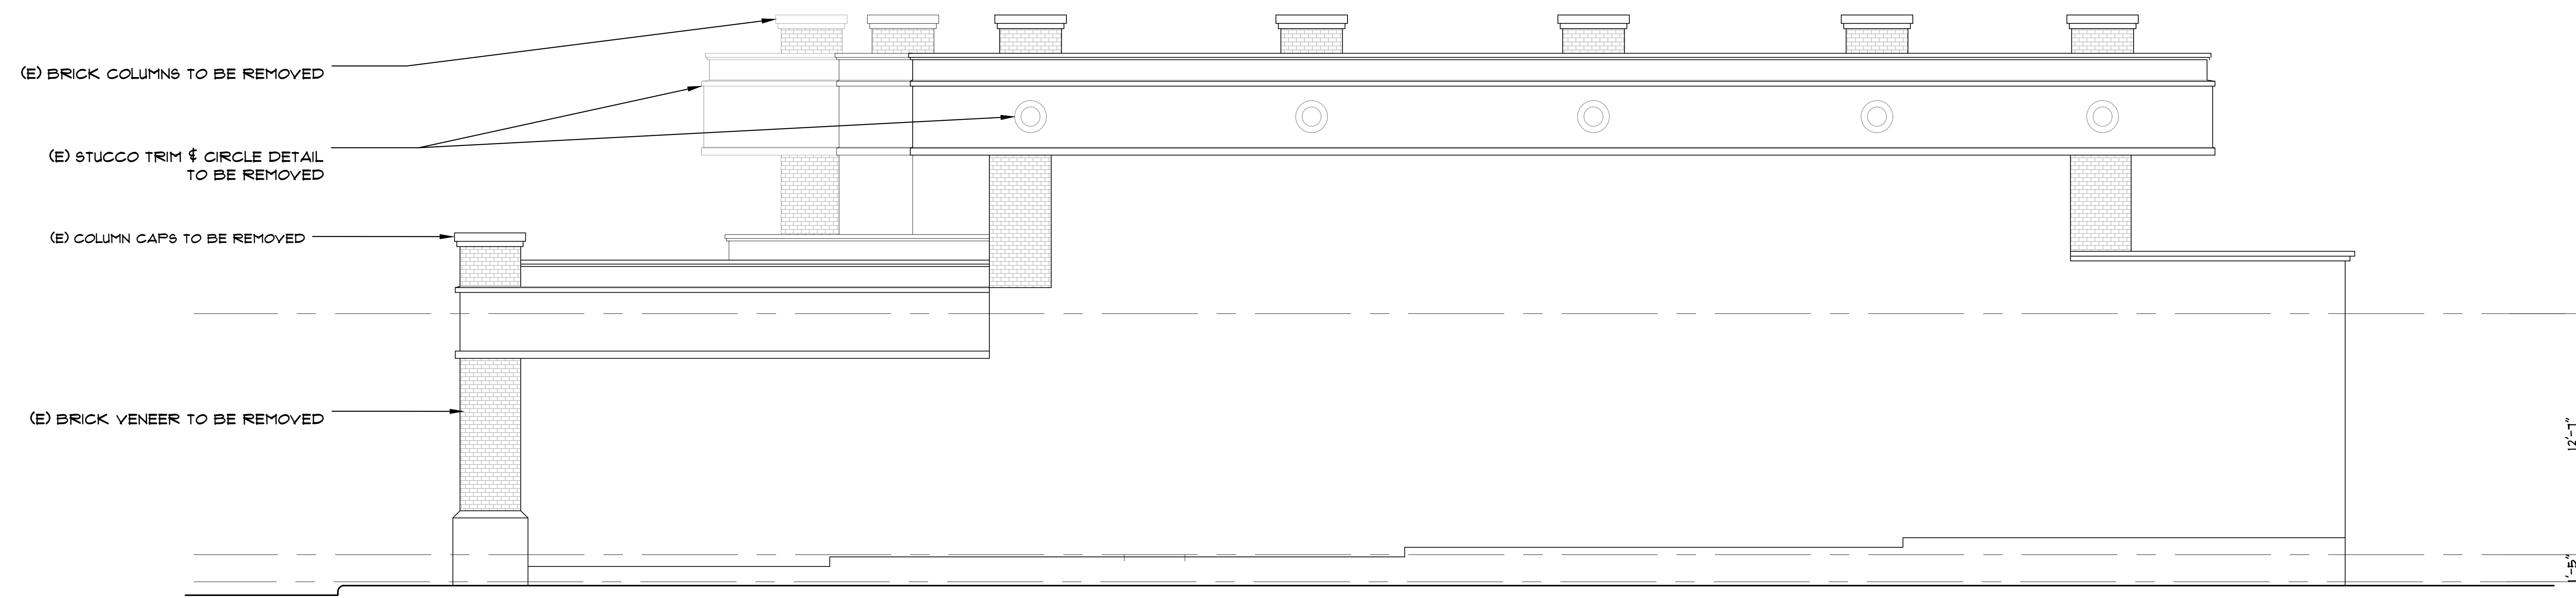 (E) BRICK COLUMNS TO BE REMOVED
(E) STUCCO TRIM & CIRCLE DETAIL
TO BE REMOVED
(E) COLUMN CAPS TO BE REMOVED
(E) BRICK VENEER TO BE REMOVED
12'-7"
1'-5"